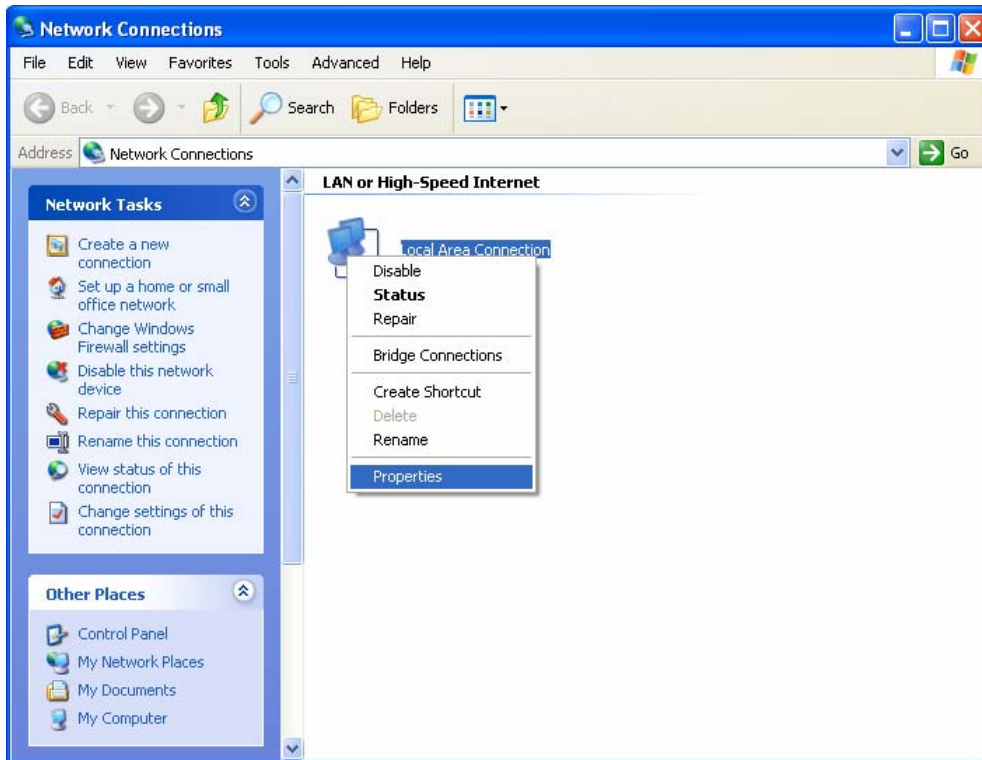 Network Connections
File Edit View Favorites Tools Advanced Help
Back Search Folders
Address Network Connections Go
Network Tasks
Create a new
connection
Set up a home or small
office network
Change Windows
Firewall settings
Disable this network
device
Repair this connection
Rename this connection
View status of this
connection
Change settings of this
connection
Other Places
Control Panel
My Network Places
My Documents
My Computer
LAN or High-Speed Internet
Local Area Connection
Disable
Status
Repair
Bridge Connections
Create Shortcut
Delete
Rename
Properties